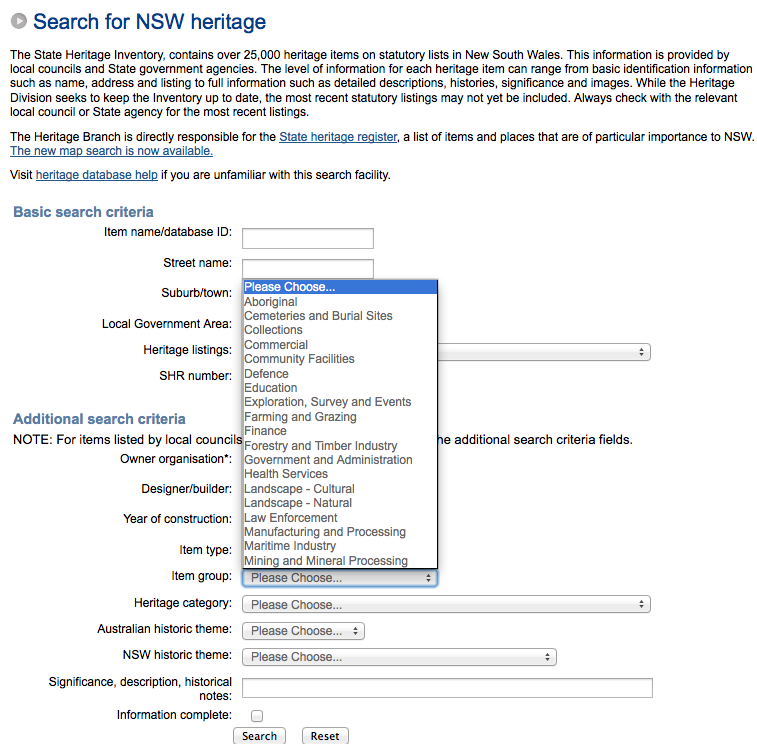 Search for NSW heritage
The State Heritage Inventory, contains over 25,000 heritage items on statutory lists in New South Wales. This information is provided by
local councils and State government agencies. The level of information for each heritage item can range from basic identification information
such as name, address and listing to full information such as detailed descriptions, histories, significance and images. While the Heritage
Division seeks to keep the Inventory up to date, the most recent statutory listings may not yet be included. Always check with the relevant
local council or State agency for the most recent listings.
The Heritage Branch is directly responsible for the State heritage register, a list of items and places that are of particular importance to NSW.
The new map search is now available.
Visit heritage database help if you are unfamiliar with this search facility.
Basic search criteria
Item name/database ID:
Street name:
Suburb/town:
Local Government Area:
Heritage listings:
SHR number:
Please Choose...
Aboriginal
Cemeteries and Burial Sites
Collections
Commercial
Community Facilities
Defence
Education
Exploration, Survey and Events
Farming and Grazing
Finance
Forestry and Timber Industry
Government and Administration
Health Services
Landscape - Cultural
Landscape - Natural
Law Enforcement
Manufacturing and Processing
Maritime Industry
Mining and Mineral Processing
Additional search criteria
NOTE: For items listed by local councils he additional search criteria fields.
Owner organisation*:
Designer/builder:
Year of construction:
Item type:
Item group: Please Choose...
Heritage category: Please Choose...
Australian historic theme: Please Choose...
NSW historic theme: Please Choose...
Significance, description, historical
notes:
Information complete:
Search Reset